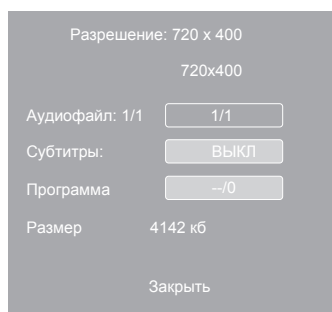 Разрешение: 720 x 400
720x400
Аудиофайл: 1/1 1/1
Субтитры: ВЫКЛ
Программа --/0
Размер 4142 кб
Закрыть